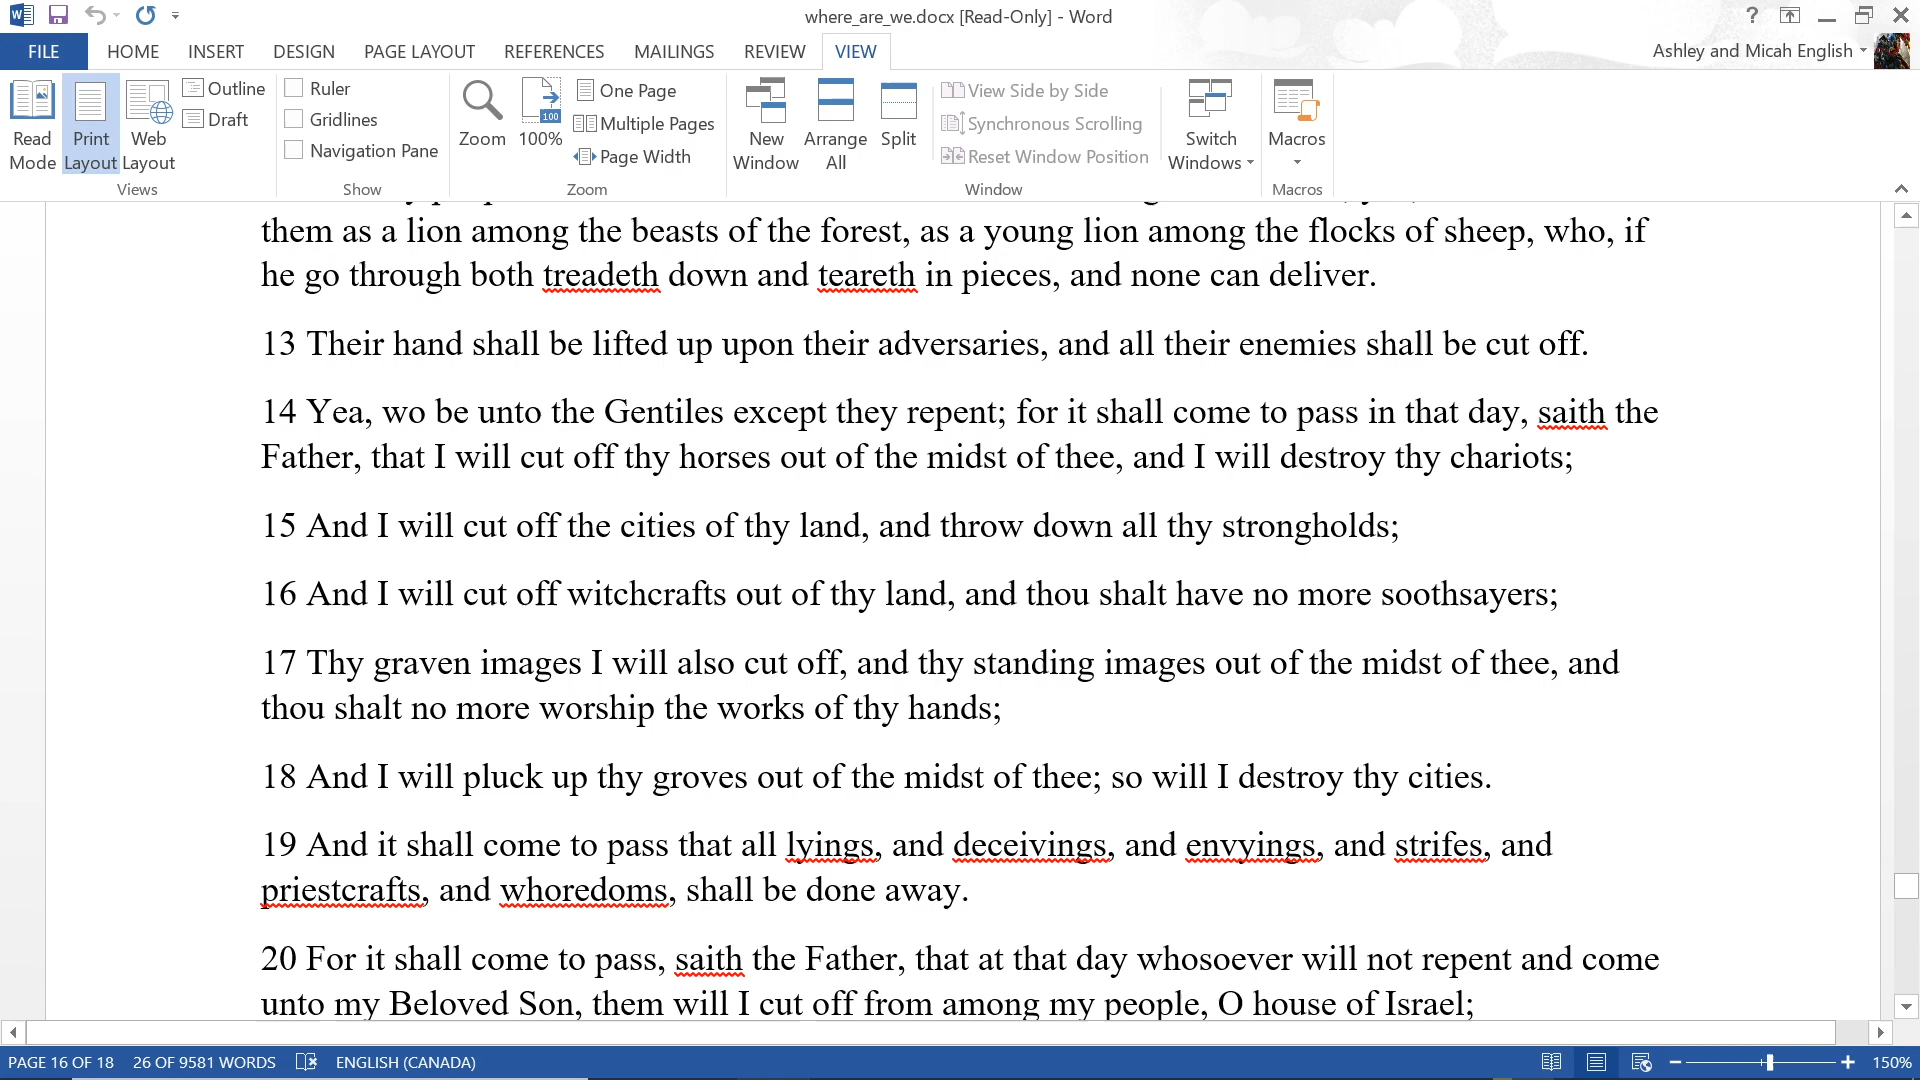 where_are_we.docx [Read-Only] - Word
?
FILE HOME INSERT DESIGN PAGE LAYOUT REFERENCES MAILINGS REVIEW VIEW
Ashley and Micah English
Read Mode
Print Layout
Web Layout
Outline
Draft
Views
Ruler
Gridlines
Navigation Pane
Show
Zoom
100
100%
One Page
Multiple Pages
Page Width
Zoom
New Window
Arrange All
Split
View Side by Side
Synchronous Scrolling
Reset Window Position
Window
Switch Windows
Macros
Macros
them as a lion among the beasts of the forest, as a young lion among the flocks of sheep, who, if
he go through both treadeth down and teareth in pieces, and none can deliver.
13 Their hand shall be lifted up upon their adversaries, and all their enemies shall be cut off.
14 Yea, wo be unto the Gentiles except they repent; for it shall come to pass in that day, saith the
Father, that I will cut off thy horses out of the midst of thee, and I will destroy thy chariots;
15 And I will cut off the cities of thy land, and throw down all thy strongholds;
16 And I will cut off witchcrafts out of thy land, and thou shalt have no more soothsayers;
17 Thy graven images I will also cut off, and thy standing images out of the midst of thee, and
thou shalt no more worship the works of thy hands;
18 And I will pluck up thy groves out of the midst of thee; so will I destroy thy cities.
19 And it shall come to pass that all lyings, and deceivings, and envyings, and strifes, and
priestcrafts, and whoredoms, shall be done away.
20 For it shall come to pass, saith the Father, that at that day whosoever will not repent and come
unto my Beloved Son, them will I cut off from among my people, O house of Israel;
PAGE 16 OF 18 26 OF 9581 WORDS ENGLISH (CANADA) 150%